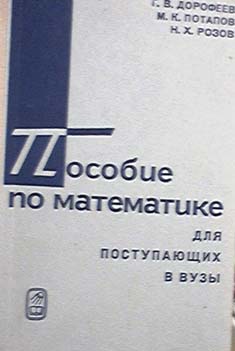 Г. В. ДОРОФЕЕВ
М. К. ПОТАПОВ
Н. Х. РОЗОВ
Пособие
по математике
ДЛЯ
ПОСТУПАЮЩИХ
В ВУЗЫ